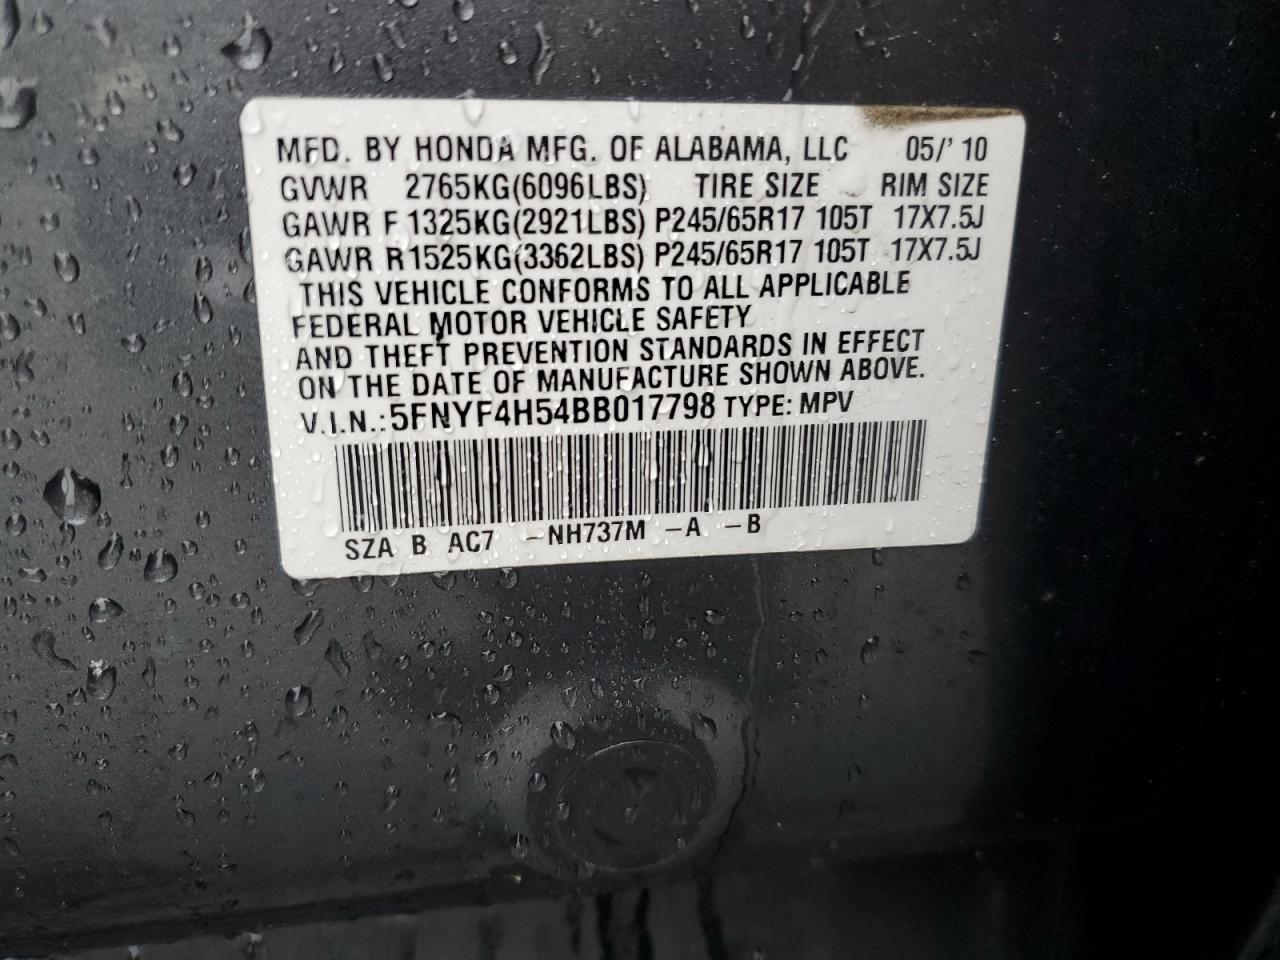 MFD. BY HONDA MFG. OF ALABAMA, LLC 05/'10
GVWR 2765KG(6096LBS) TIRE SIZE RIM SIZE
GAWR F 1325KG(2921LBS) P245/65R17 105T 17X7.5J
GAWR R 1525KG(3362LBS) P245/65R17 105T 17X7.5J
THIS VEHICLE CONFORMS TO ALL APPLICABLE
FEDERAL MOTOR VEHICLE SAFETY
AND THEFT PREVENTION STANDARDS IN EFFECT
ON THE DATE OF MANUFACTURE SHOWN ABOVE.
V.I.N.: 5FNYF4H54BB017798 TYPE: MPV
SZA B AC7 -NH737M -A -B